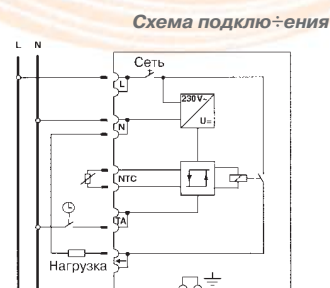 Схема подклю÷ения
L N
Сеть
L
230V~
U=
N
NTC
TA
Нагрузка